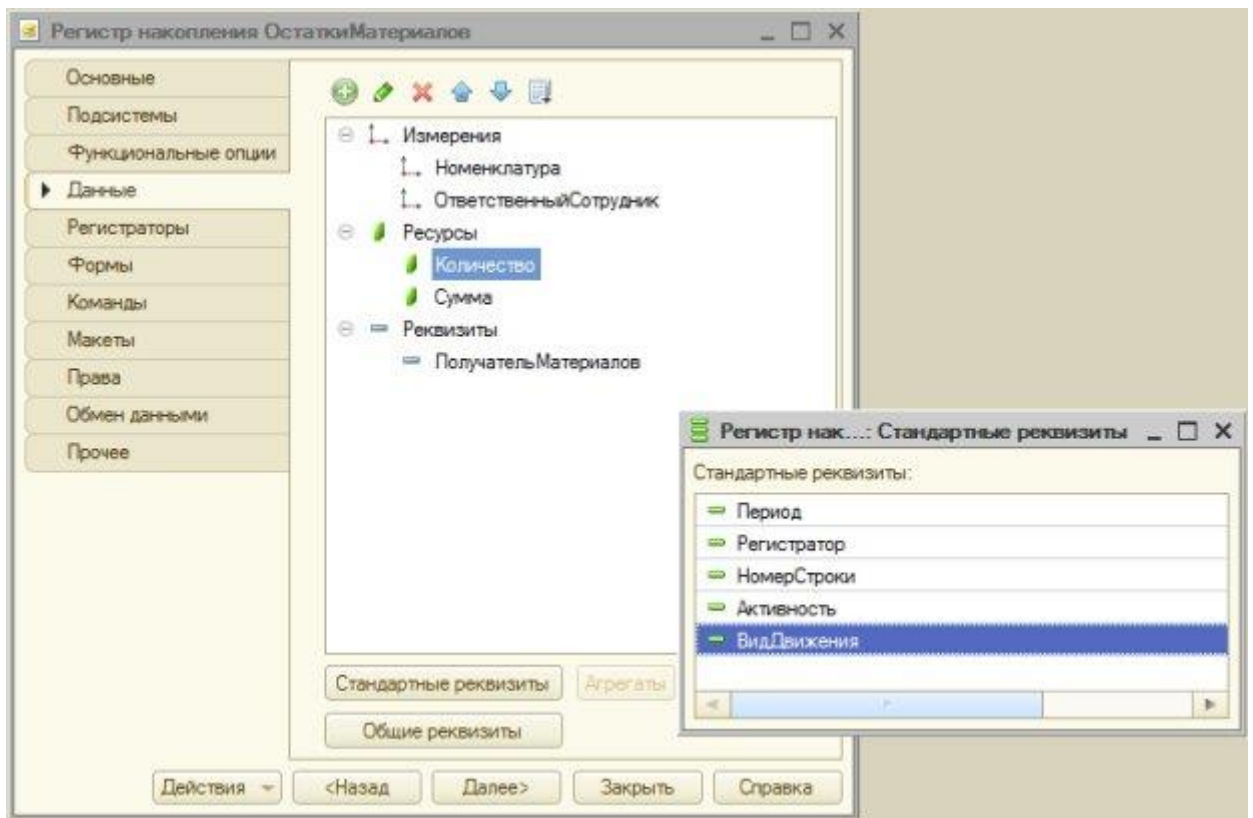 Регистр накопления ОстаткиМатериалов
Основные
Подсистемы
Функциональные опции
Данные
Регистраторы
Формы
Команды
Макеты
Права
Обмен данными
Прочее
Измерения
Номенклатура
ОтветственныйСотрудник
Ресурсы
Количество
Сумма
Реквизиты
ПолучательМатериалов
Стандартные реквизиты
Агрегаты
Общие реквизиты
Действия
<Назад
Далее>
Закрыть
Справка
Регистр нак...: Стандартные реквизиты
Стандартные реквизиты:
Период
Регистратор
НомерСтроки
Активность
ВидДвижения